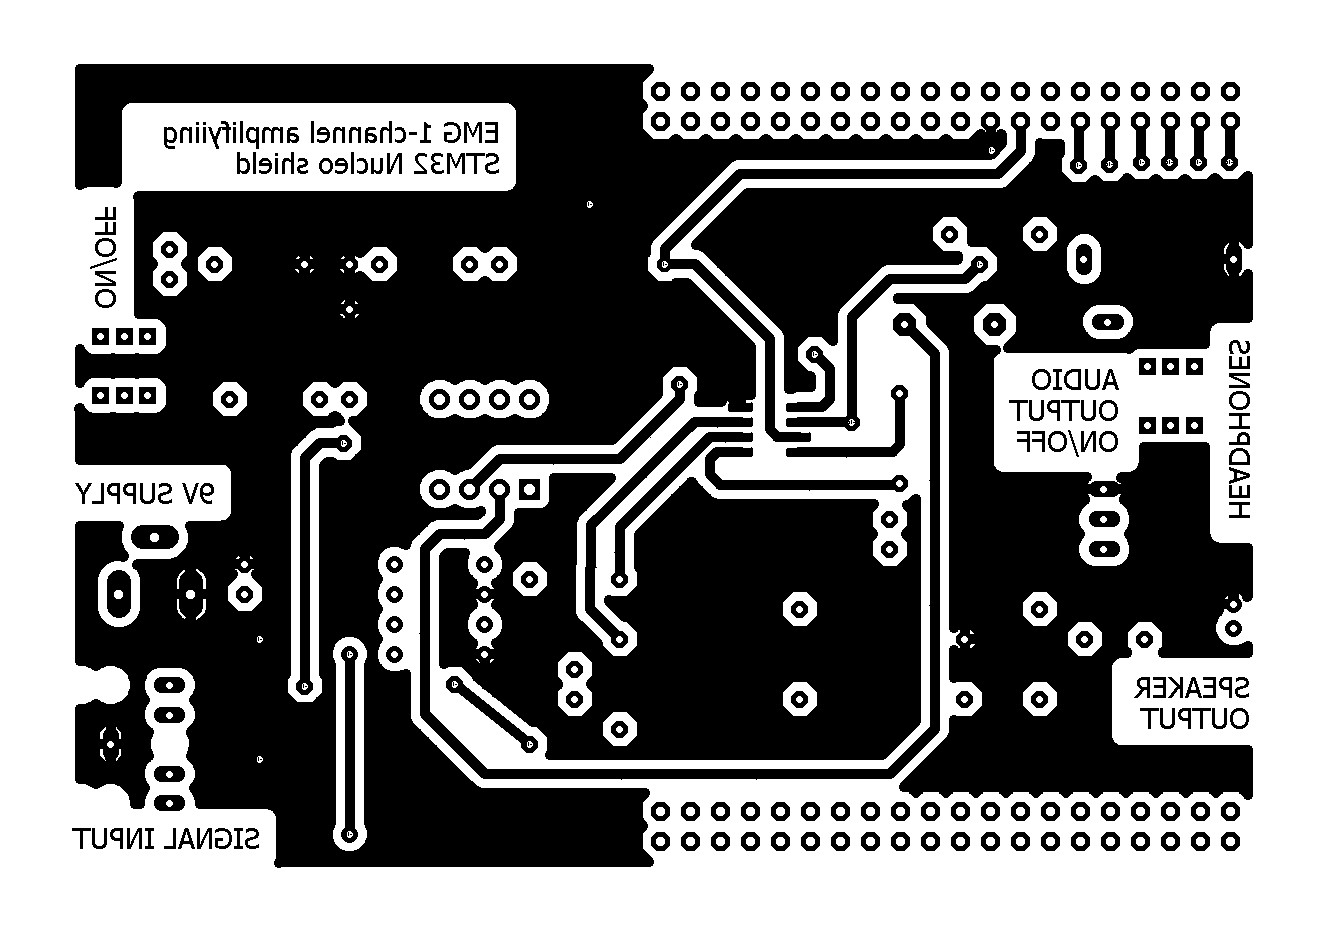 EMG 1-channel amplifyiing
STM32 Nucleo shield
ON/OFF
HEADPHONES
AUDIO
OUTPUT
ON/OFF
9V SUPPLY
SPEAKER
OUTPUT
SIGNAL INPUT